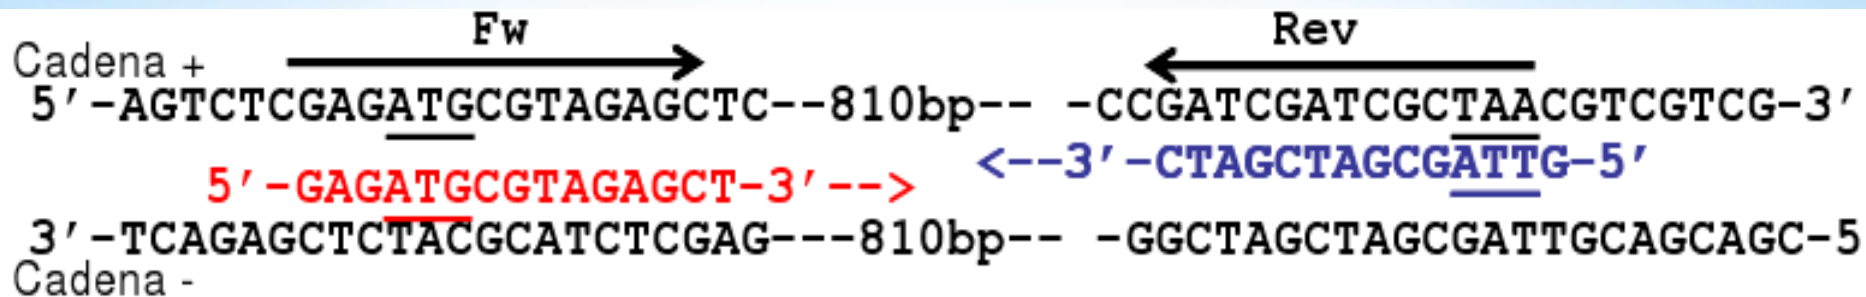 Fw Rev
Cadena +
5′-AGTCTCGAGATGCGTAGAGCTC--810bp-- -CCGATCGATCGCTAACGTCGTCG-3′
<--3′-CTAGCTAGCGATTG-5′
5′-GAGATGCGTAGAGCT-3′-->
3′-TCAGAGCTCTACGCATCTCGAG---810bp-- -GGCTAGCTAGCGATTGCAGCAGC-5
Cadena -